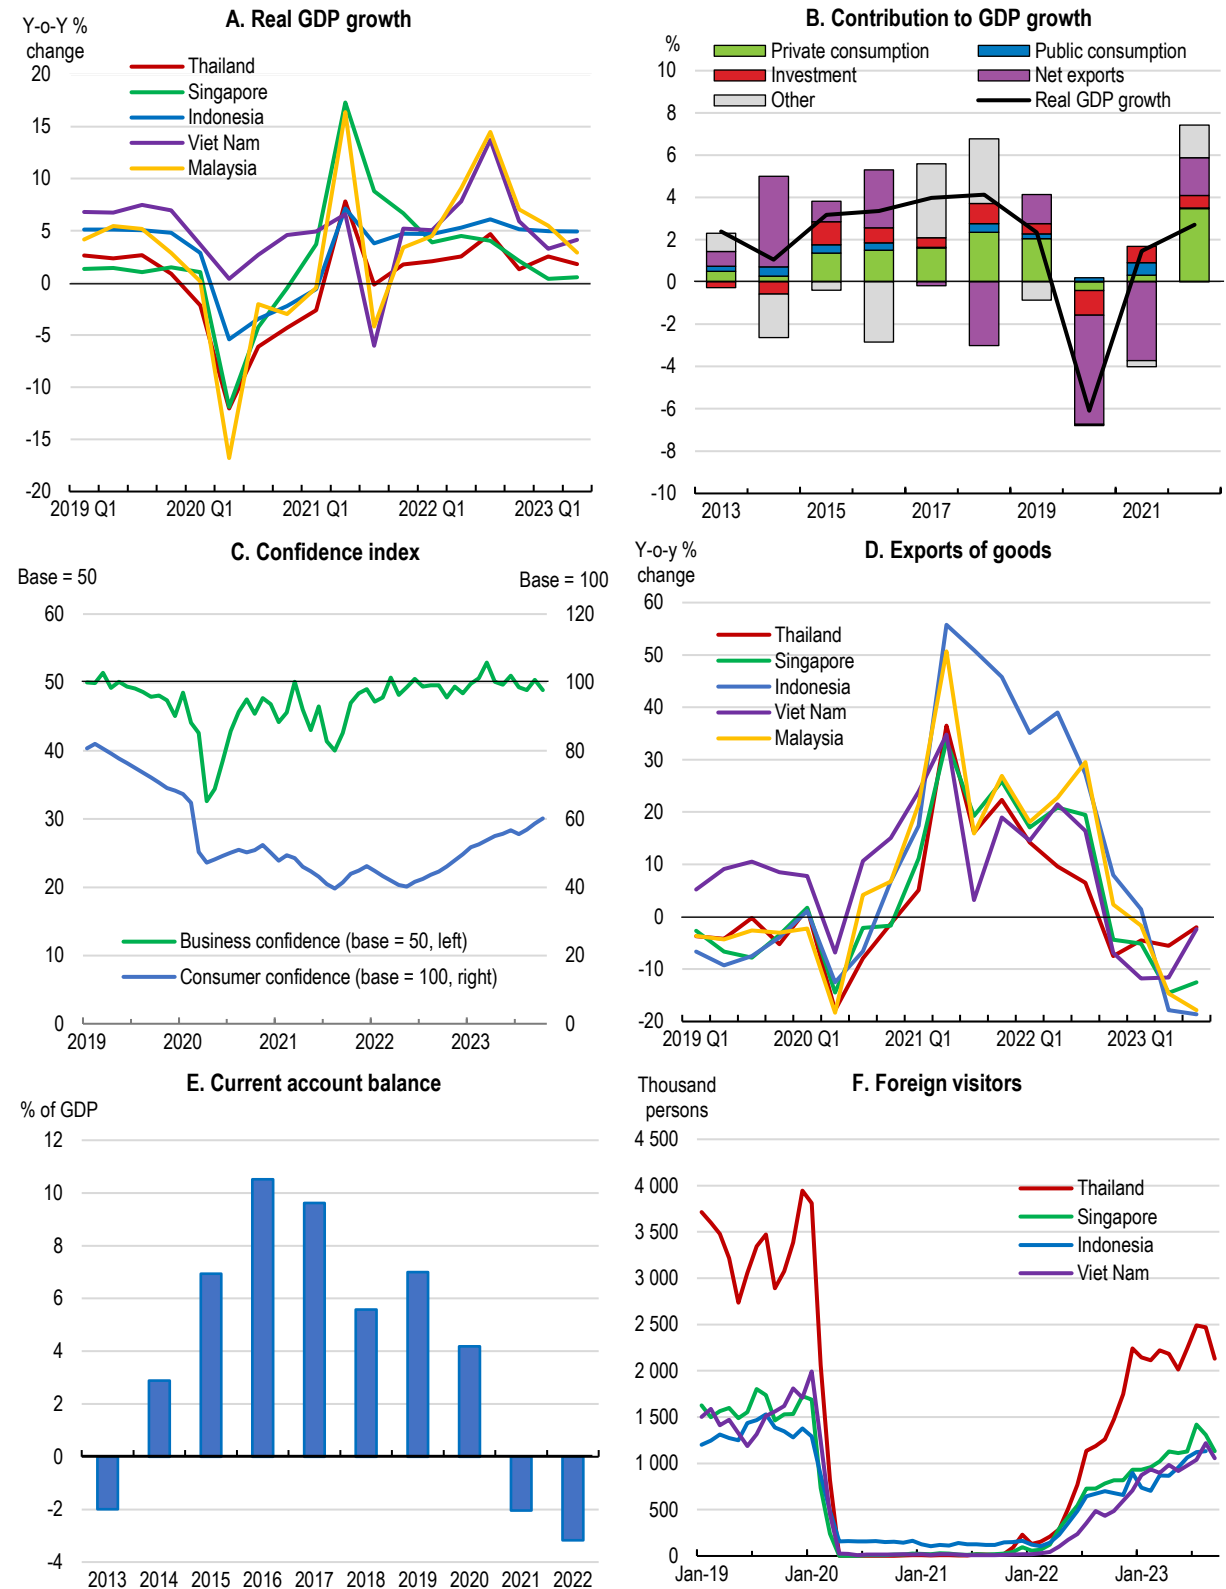 A. Real GDP growth
Y-o-Y %
change
Thailand
Singapore
Indonesia
Viet Nam
Malaysia
20
15
10
5
0
-5
-10
-15
-20
2019 Q1 2020 Q1 2021 Q1 2022 Q1 2023 Q1
B. Contribution to GDP growth
%
Private consumption Public consumption
Investment Net exports
Other Real GDP growth
10
8
6
4
2
0
-2
-4
-6
-8
-10
2013 2015 2017 2019 2021
C. Confidence index
Base = 50 Base = 100
60 120
50 100
40 80
30 60
20 40
10 20
0 0
Business confidence (base = 50, left)
Consumer confidence (base = 100, right)
2019 2020 2021 2022 2023
D. Exports of goods
Y-o-y %
change
Thailand
Singapore
Indonesia
Viet Nam
Malaysia
60
50
40
30
20
10
0
-10
-20
2019 Q1 2020 Q1 2021 Q1 2022 Q1 2023 Q1
E. Current account balance
% of GDP
12
10
8
6
4
2
0
-2
-4
2013 2014 2015 2016 2017 2018 2019 2020 2021 2022
F. Foreign visitors
Thousand
persons
Thailand
Singapore
Indonesia
Viet Nam
4 500
4 000
3 500
3 000
2 500
2 000
1 500
1 000
500
0
Jan-19 Jan-20 Jan-21 Jan-22 Jan-23